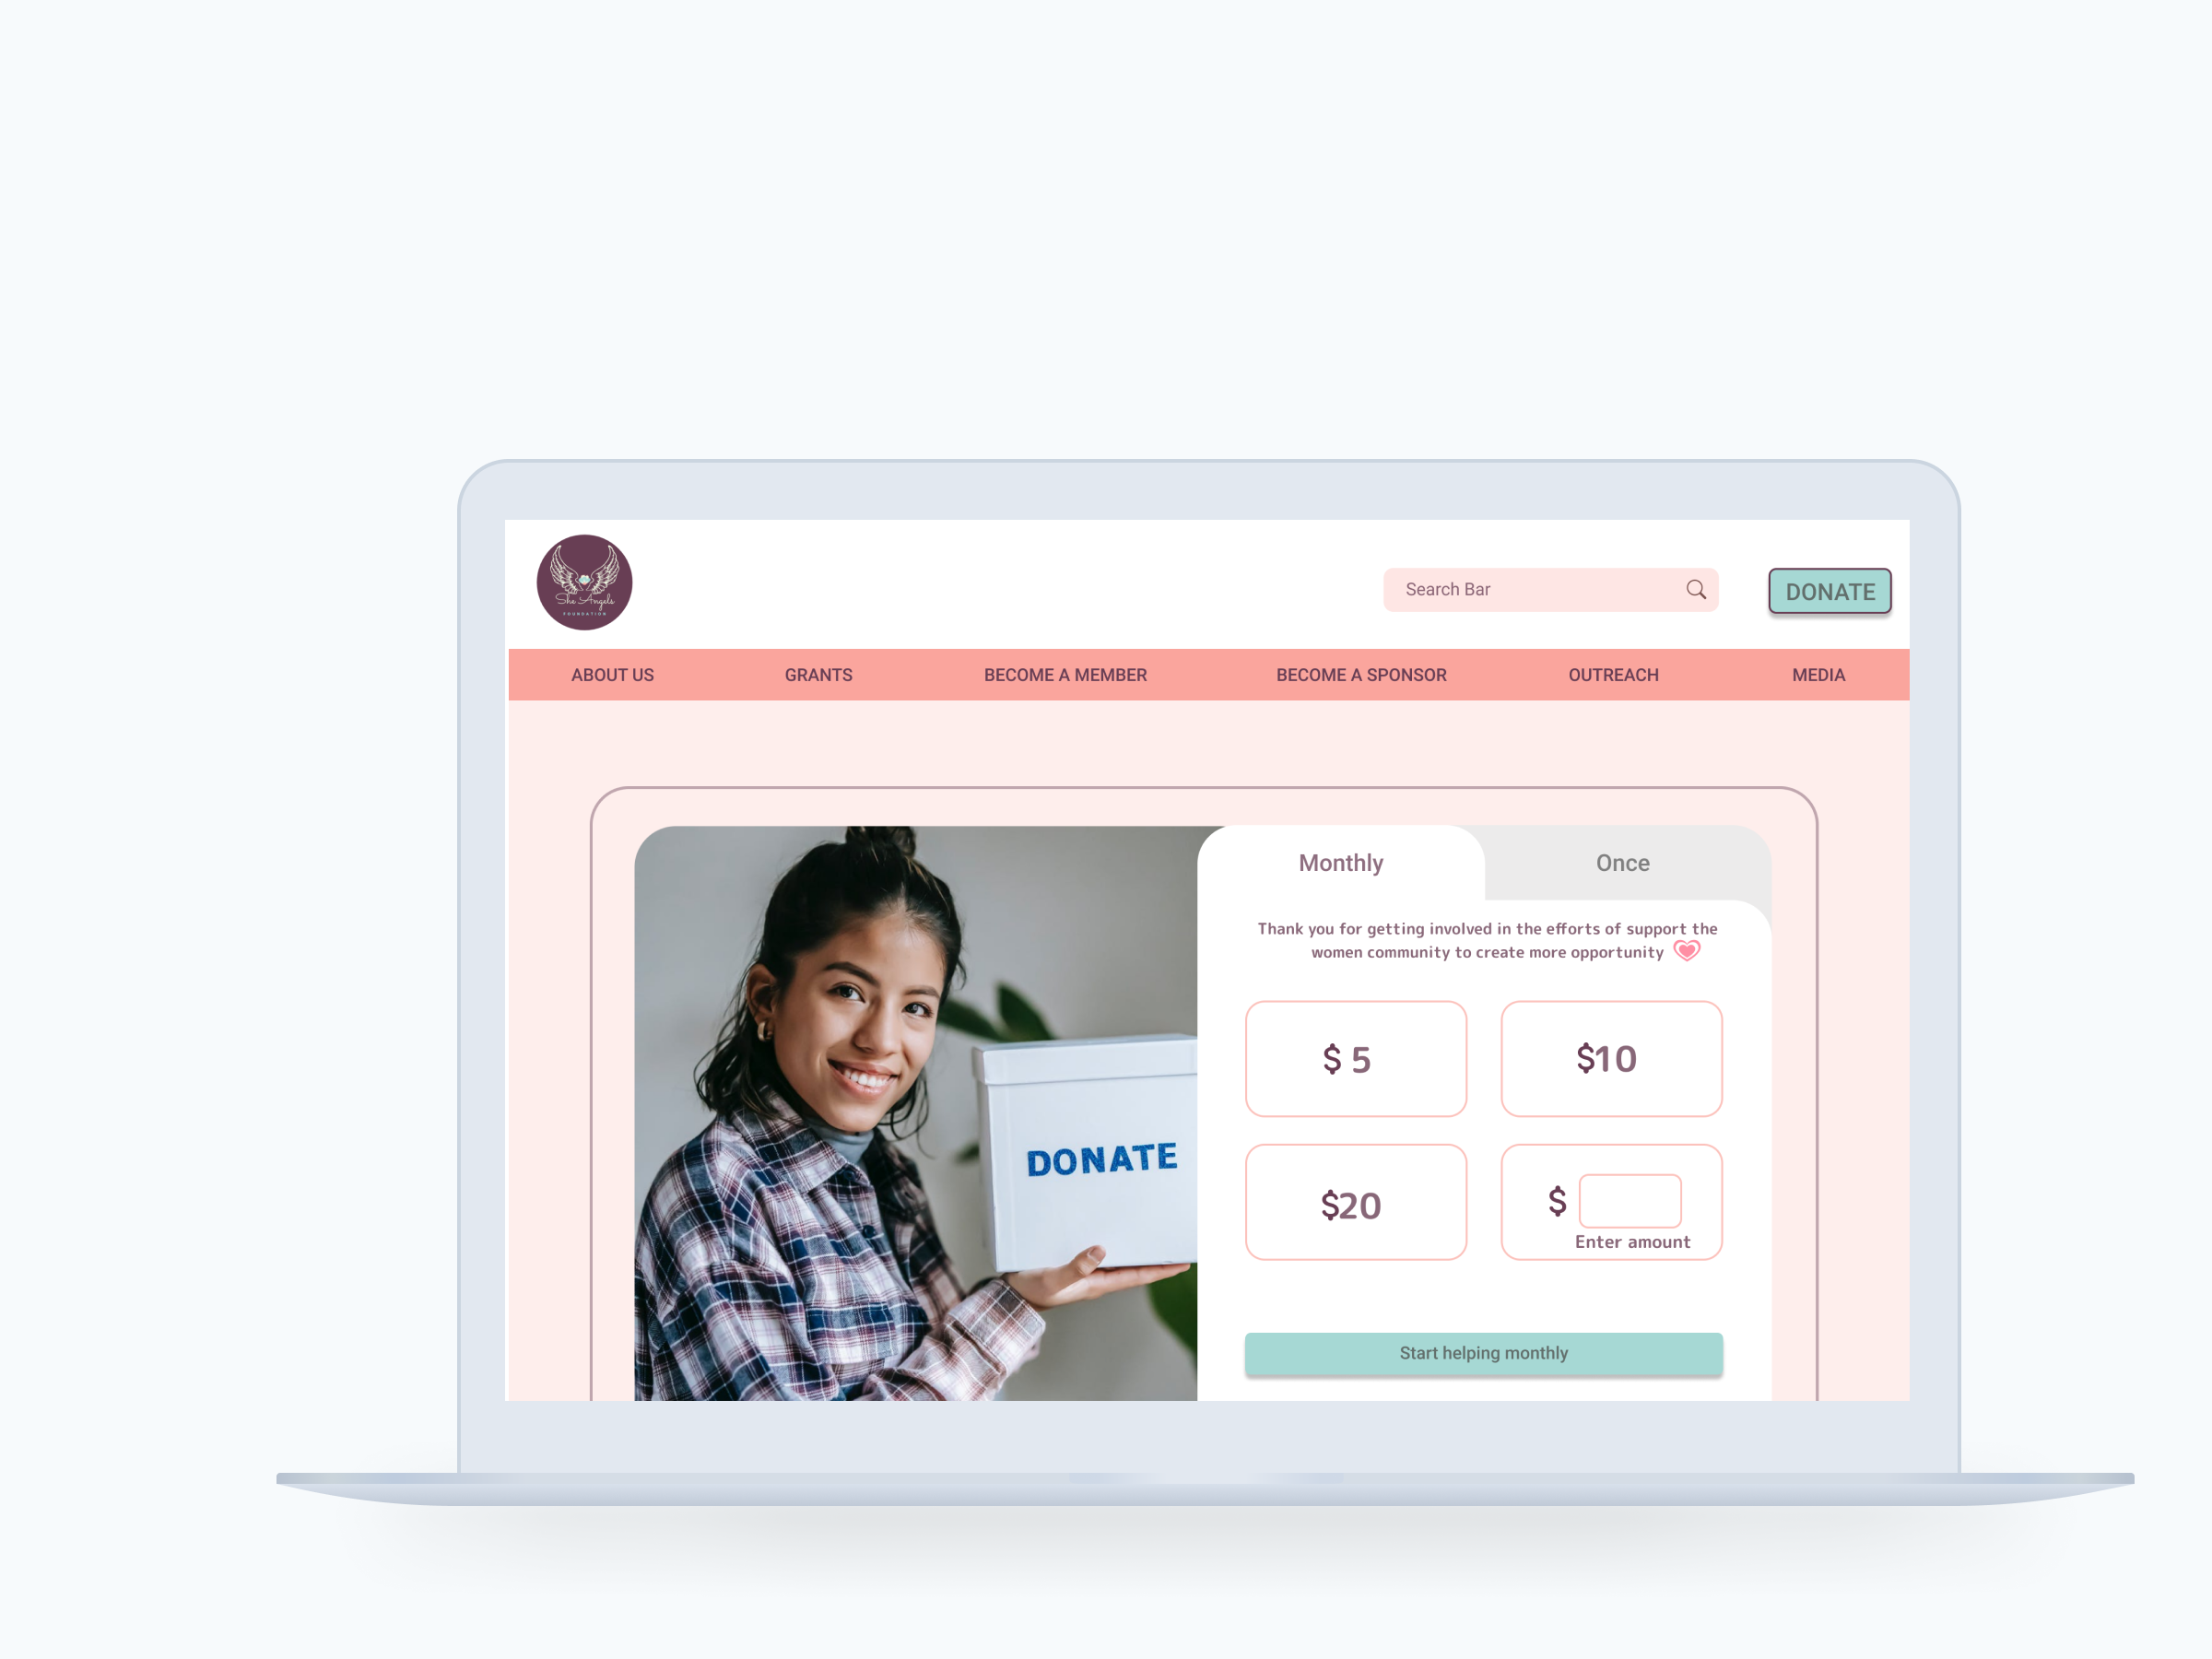 She Angels
FOUNDATION
Search Bar
DONATE
ABOUT US
GRANTS
BECOME A MEMBER
BECOME A SPONSOR
OUTREACH
MEDIA
Monthly
Once
Thank you for getting involved in the efforts of support the
women community to create more opportunity
$ 5
$10
DONATE
$20
$
Enter amount
Start helping monthly